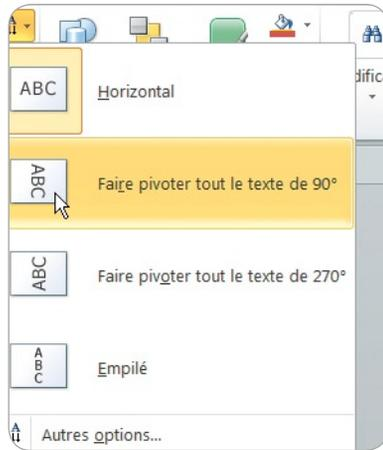 ABC Horizontal
ABC Faire pivoter tout le texte de 90°
ABC Faire pivoter tout le texte de 270°
A
B
C Empilé
Autres options...